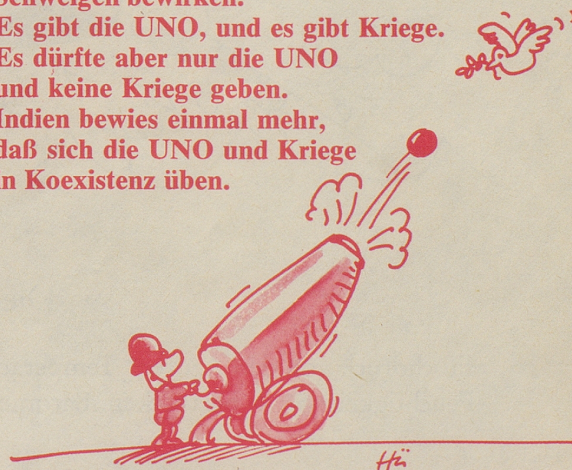 Schweigen bewirken.
Es gibt die UNO, und es gibt Kriege.
Es dürfte aber nur die UNO
und keine Kriege geben.
Indien bewies einmal mehr,
daß sich die UNO und Kriege
in Koexistenz üben.
Hü